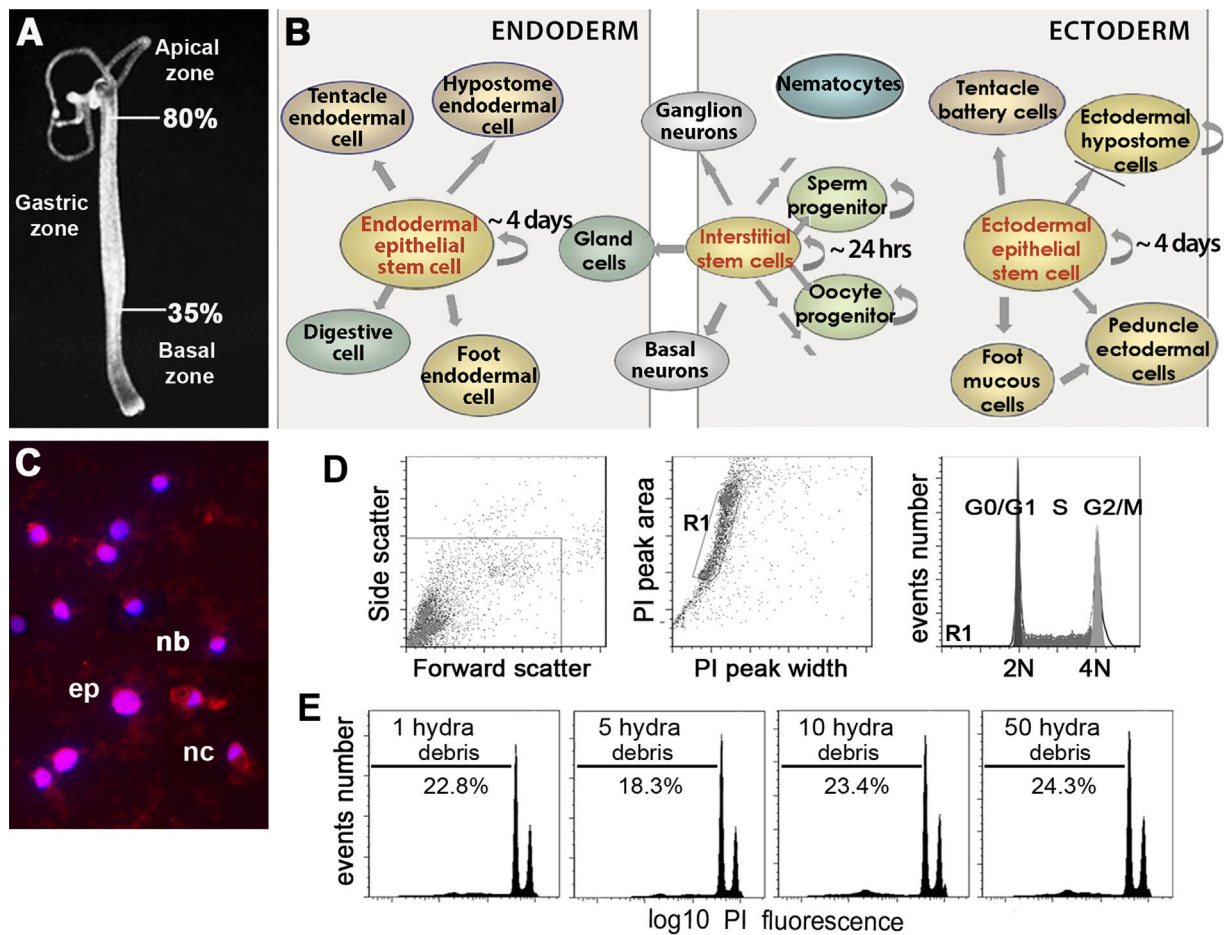 A
Apical
zone
80%
Gastric
zone
35%
Basal
zone
B
ENDODERM
ECTODERM
Tentacle
endodermal
cell
Hypostome
endodermal
cell
Endodermal
epithelial
stem cell
~ 4 days
Digestive
cell
Foot
endodermal
cell
Ganglion
neurons
Nematocytes
Gland
cells
Interstitial
stem cells
~ 24 hrs
Sperm
progenitor
Oocyte
progenitor
Basal
neurons
Tentacle
battery cells
Ectodermal
hypostome
cells
Ectodermal
epithelial
stem cell
~ 4 days
Foot
mucous
cells
Peduncle
ectodermal
cells
C
nb
ep
nc
D
Side scatter
Forward scatter
PI peak area
R1
PI peak width
events number
G0/G1 S G2/M
R1
2N 4N
E
events number
1 hydra
debris
22.8%
5 hydra
debris
18.3%
10 hydra
debris
23.4%
50 hydra
debris
24.3%
log10 PI fluorescence